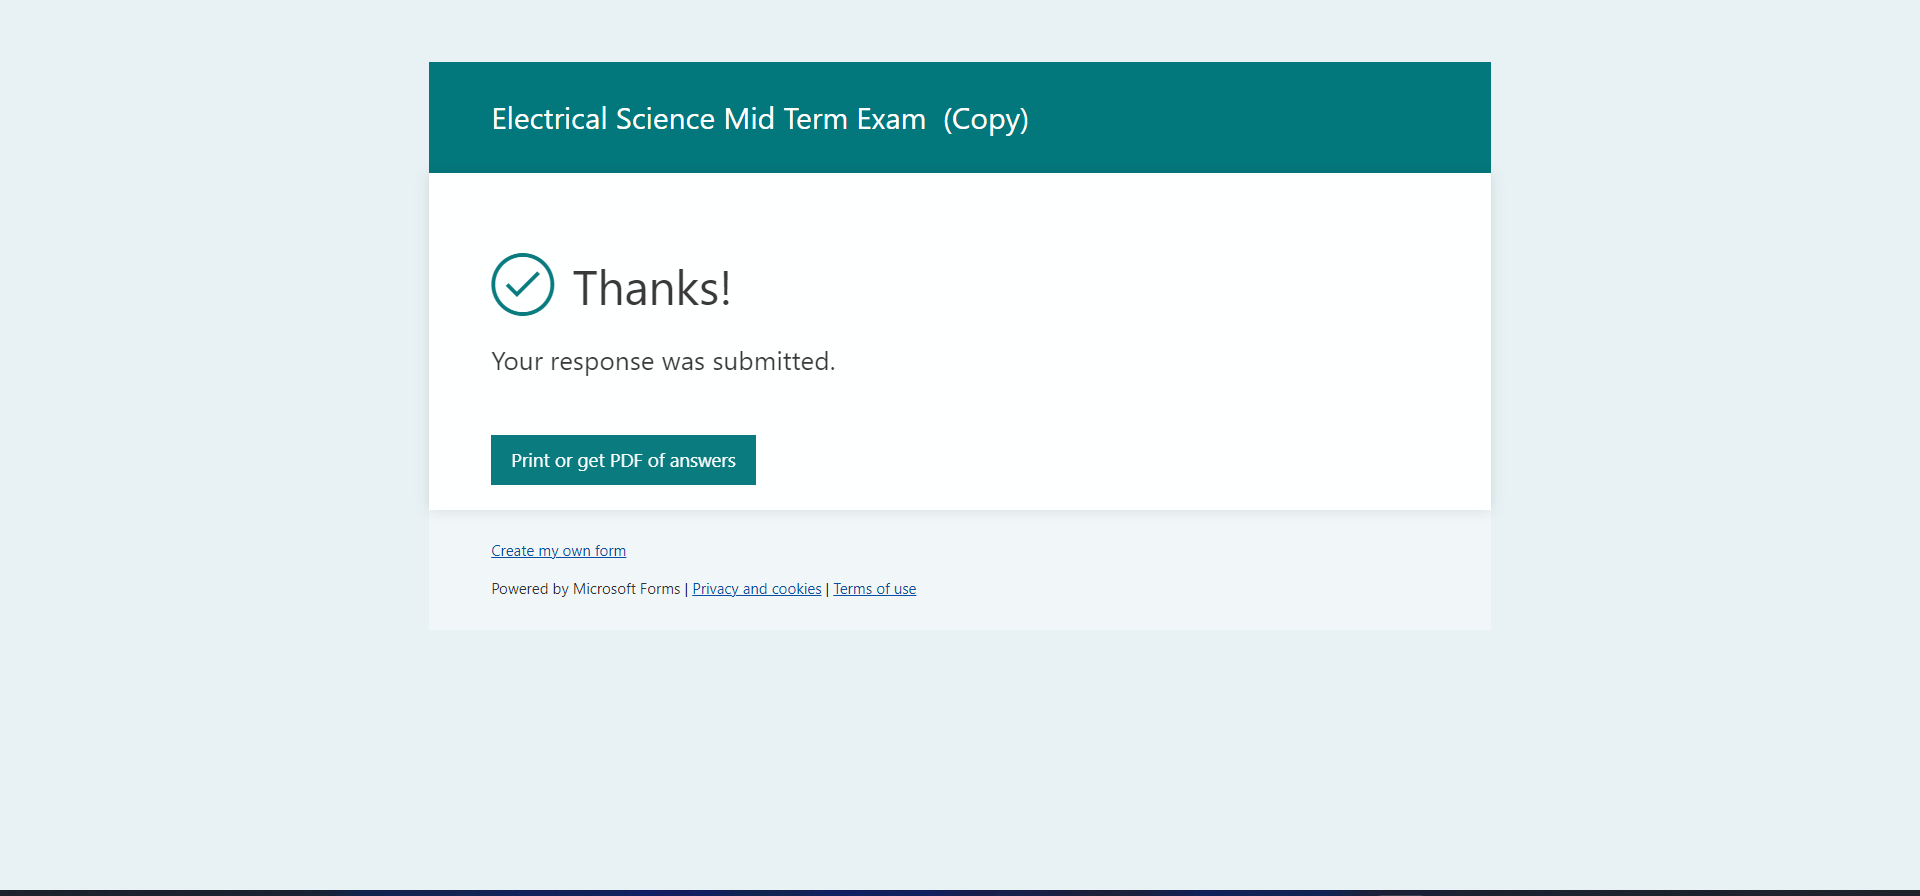 Electrical Science Mid Term Exam  (Copy)
Thanks!
Your response was submitted.
Print or get PDF of answers
Create my own form
Powered by Microsoft Forms | Privacy and cookies | Terms of use